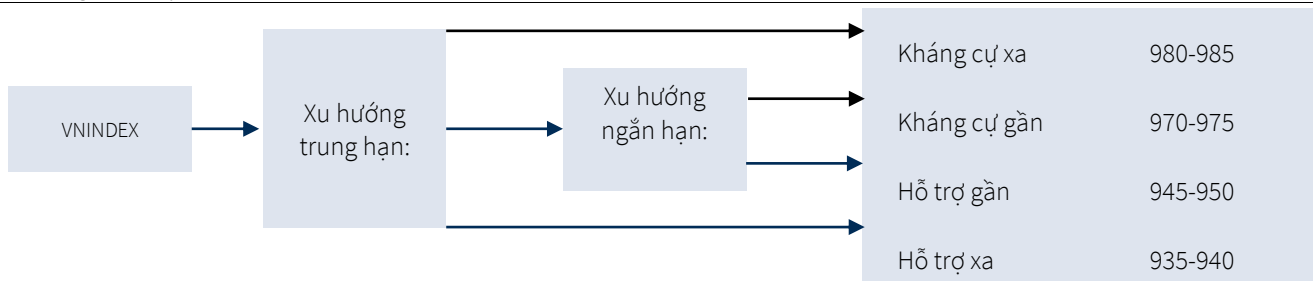 VNINDEX
Xu hướng
trung hạn:
Xu hướng
ngắn hạn:
Kháng cự xa 980-985
Kháng cự gần 970-975
Hỗ trợ gần 945-950
Hỗ trợ xa 935-940